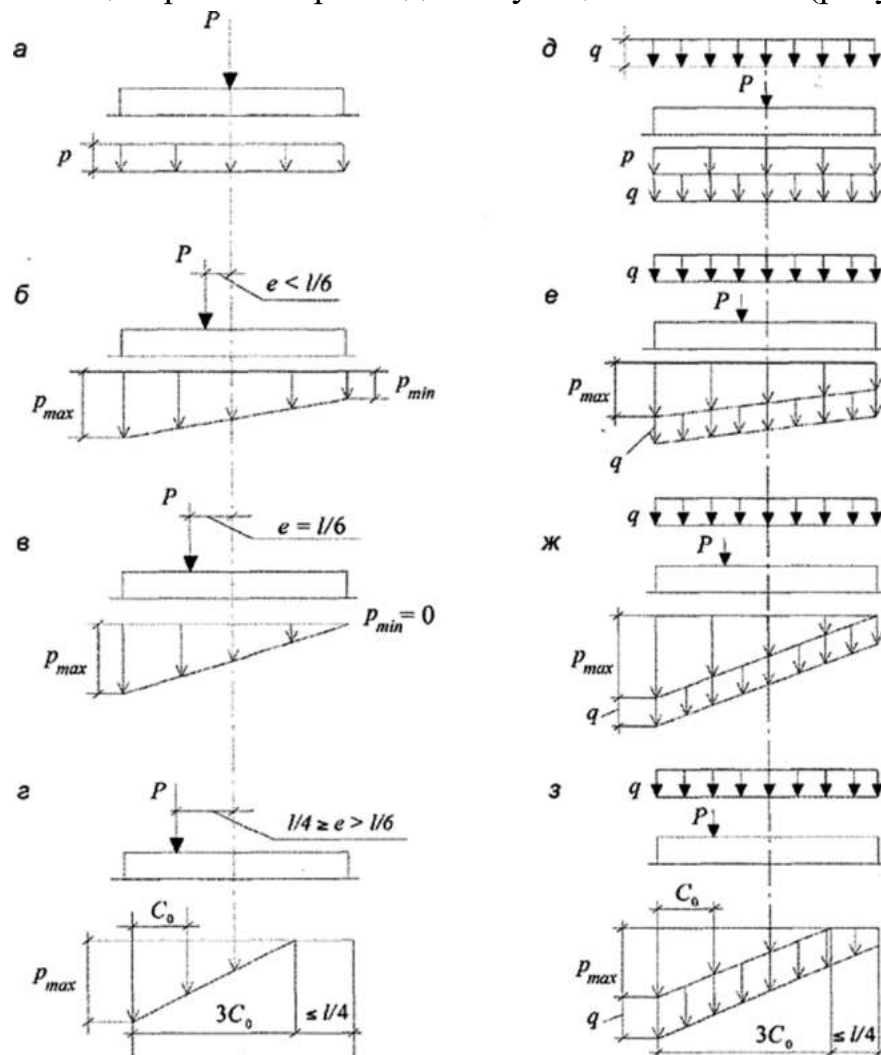 P
а
p
P
б
e < l/6
p_max
p_min
P
в
e = l/6
p_min = 0
p_max
г
P
l/4 ≥ e > l/6
C₀
p_max
3C₀
≤ l/4
д
q
P
p
q
q
е
P
p_max
q
q
ж
P
p_max
q
з
q
P
C₀
p_max
q
3C₀
≤ l/4